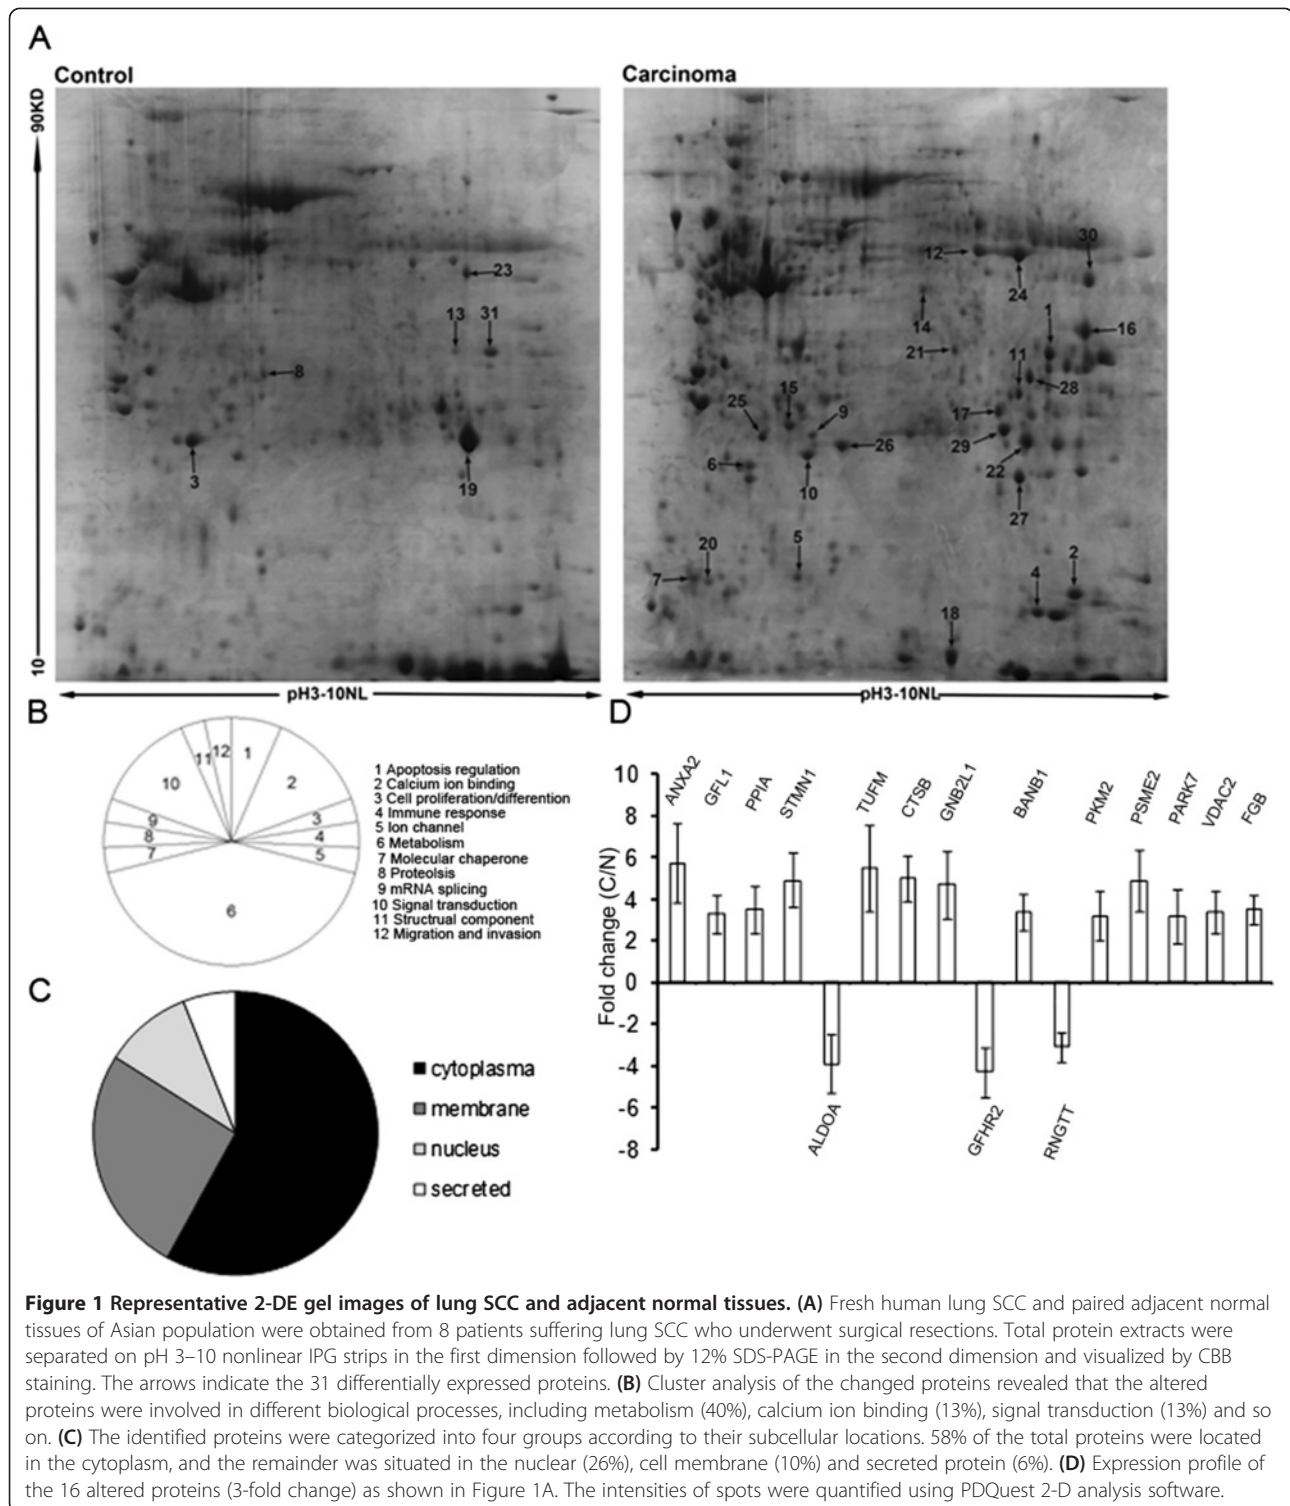 A
Control
Carcinoma
90KD
10
23
13 31
8
3
19
12
30
24
14
1
16
21
11
28
15
25
9
17
29
26
22
6
10
27
20
5
2
7
4
18
pH3-10NL
pH3-10NL
B
1
2
3
4
5
6
7
8
9
10
11
12
1 Apoptosis regulation
2 Calcium ion binding
3 Cell proliferation/differention
4 Immune response
5 Ion channel
6 Metabolism
7 Molecular chaperone
8 Proteolsis
9 mRNA splicing
10 Signal transduction
11 Structrual component
12 Migration and invasion
C
cytoplasma
membrane
nucleus
secreted
D
Fold change (C/N)
10
8
6
4
2
0
-2
-4
-6
-8
ANXA2
GFL1
PPIA
STMN1
ALDOA
TUFM
CTSB
GNB2L1
GFHR2
BANB1
RNGTT
PKM2
PSME2
PARK7
VDAC2
FGB
Figure 1 Representative 2-DE gel images of lung SCC and adjacent normal tissues. (A) Fresh human lung SCC and paired adjacent normal
tissues of Asian population were obtained from 8 patients suffering lung SCC who underwent surgical resections. Total protein extracts were
separated on pH 3–10 nonlinear IPG strips in the first dimension followed by 12% SDS-PAGE in the second dimension and visualized by CBB
staining. The arrows indicate the 31 differentially expressed proteins. (B) Cluster analysis of the changed proteins revealed that the altered
proteins were involved in different biological processes, including metabolism (40%), calcium ion binding (13%), signal transduction (13%) and so
on. (C) The identified proteins were categorized into four groups according to their subcellular locations. 58% of the total proteins were located
in the cytoplasm, and the remainder was situated in the nuclear (26%), cell membrane (10%) and secreted protein (6%). (D) Expression profile of
the 16 altered proteins (3-fold change) as shown in Figure 1A. The intensities of spots were quantified using PDQuest 2-D analysis software.